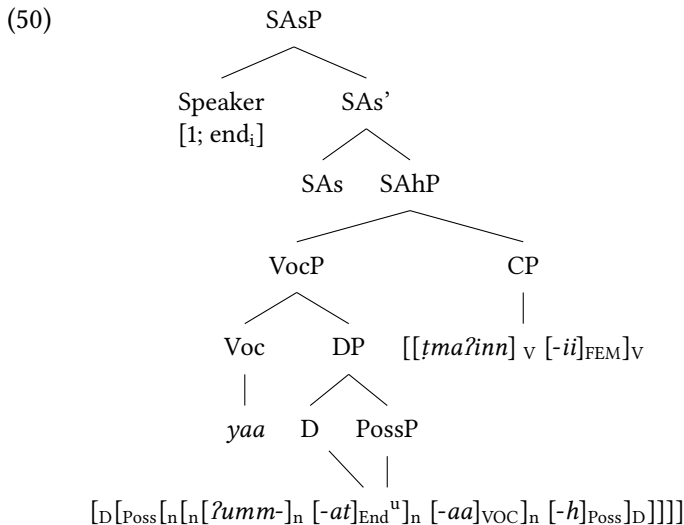 (50) SAsP
Speaker SAs’
[1; endᵢ]
SAs SAhP
VocP CP
Voc DP [[ṭmaʔinn] V [-ii]FEM]V
yaa D PossP
[D[Poss[n[n[ʔumm-]n [-at]Endᵘ]n [-aa]VOC]n [-h]Poss]D]]]]